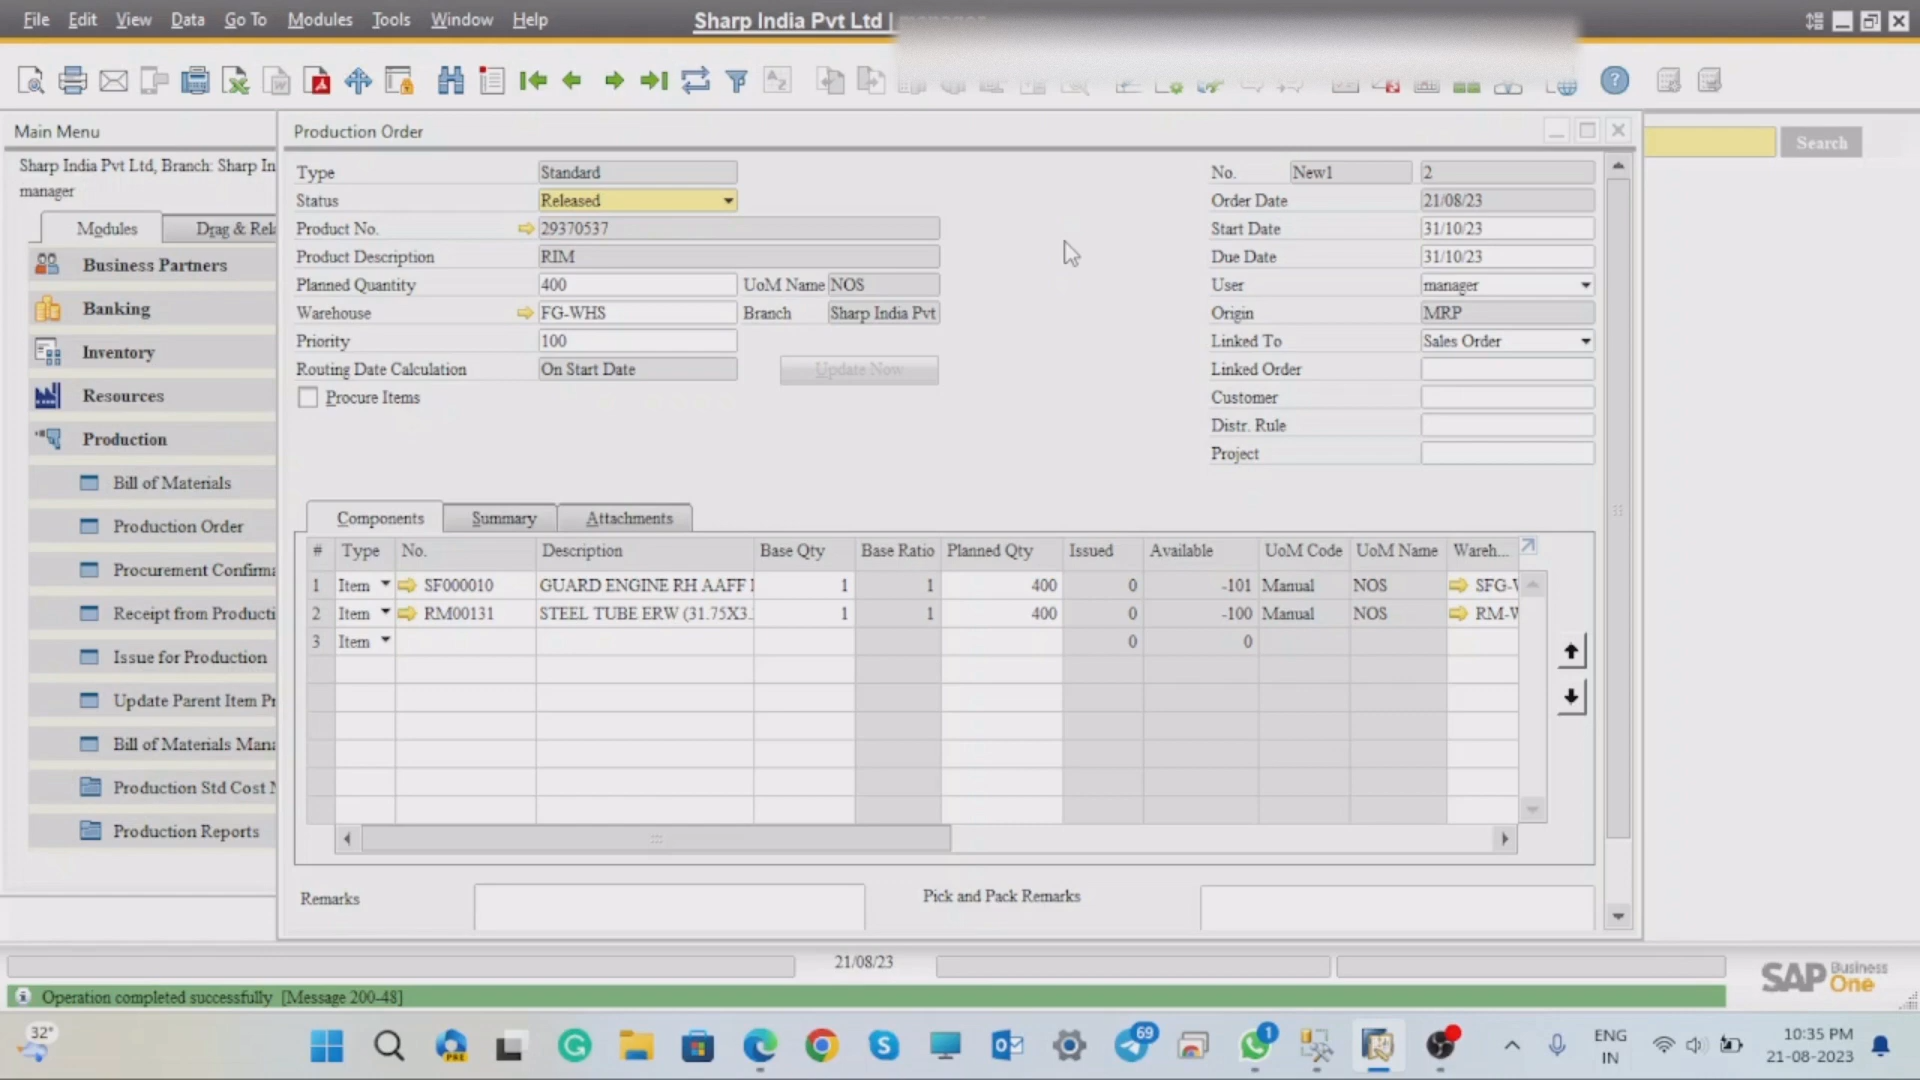 File Edit View Data Go To Modules Tools Window Help Sharp India Pvt Ltd |
Main Menu
Sharp India Pvt Ltd, Branch: Sharp In
manager
Modules Drag & Rela
Business Partners
Banking
Inventory
Resources
Production
Bill of Materials
Production Order
Procurement Confirma
Receipt from Producti
Issue for Production
Update Parent Item Pr
Bill of Materials Mana
Production Std Cost M
Production Reports
Search
Production Order
Type Standard
Status Released
Product No. 29370537
Product Description RIM
Planned Quantity 400 UoM Name NOS
Warehouse FG-WHS Branch Sharp India Pvt
Priority 100
Routing Date Calculation On Start Date Update Now
Procure Items
No. New1 2
Order Date 21/08/23
Start Date 31/10/23
Due Date 31/10/23
User manager
Origin MRP
Linked To Sales Order
Linked Order
Customer
Distr. Rule
Project
Components Summary Attachments
# Type No. Description Base Qty Base Ratio Planned Qty Issued Available UoM Code UoM Name Wareh...
1 Item SF000010 GUARD ENGINE RH AAFF 1 1 400 0 -101 Manual NOS SFG-
2 Item RM00131 STEEL TUBE ERW (31.75X3. 1 1 400 0 -100 Manual NOS RM-W
3 Item 0 0
Remarks
Pick and Pack Remarks
21/08/23
SAP Business One
Operation completed successfully [Message 200-48]
32°
PRE
69
1
ENG
IN
10:35 PM
21-08-2023